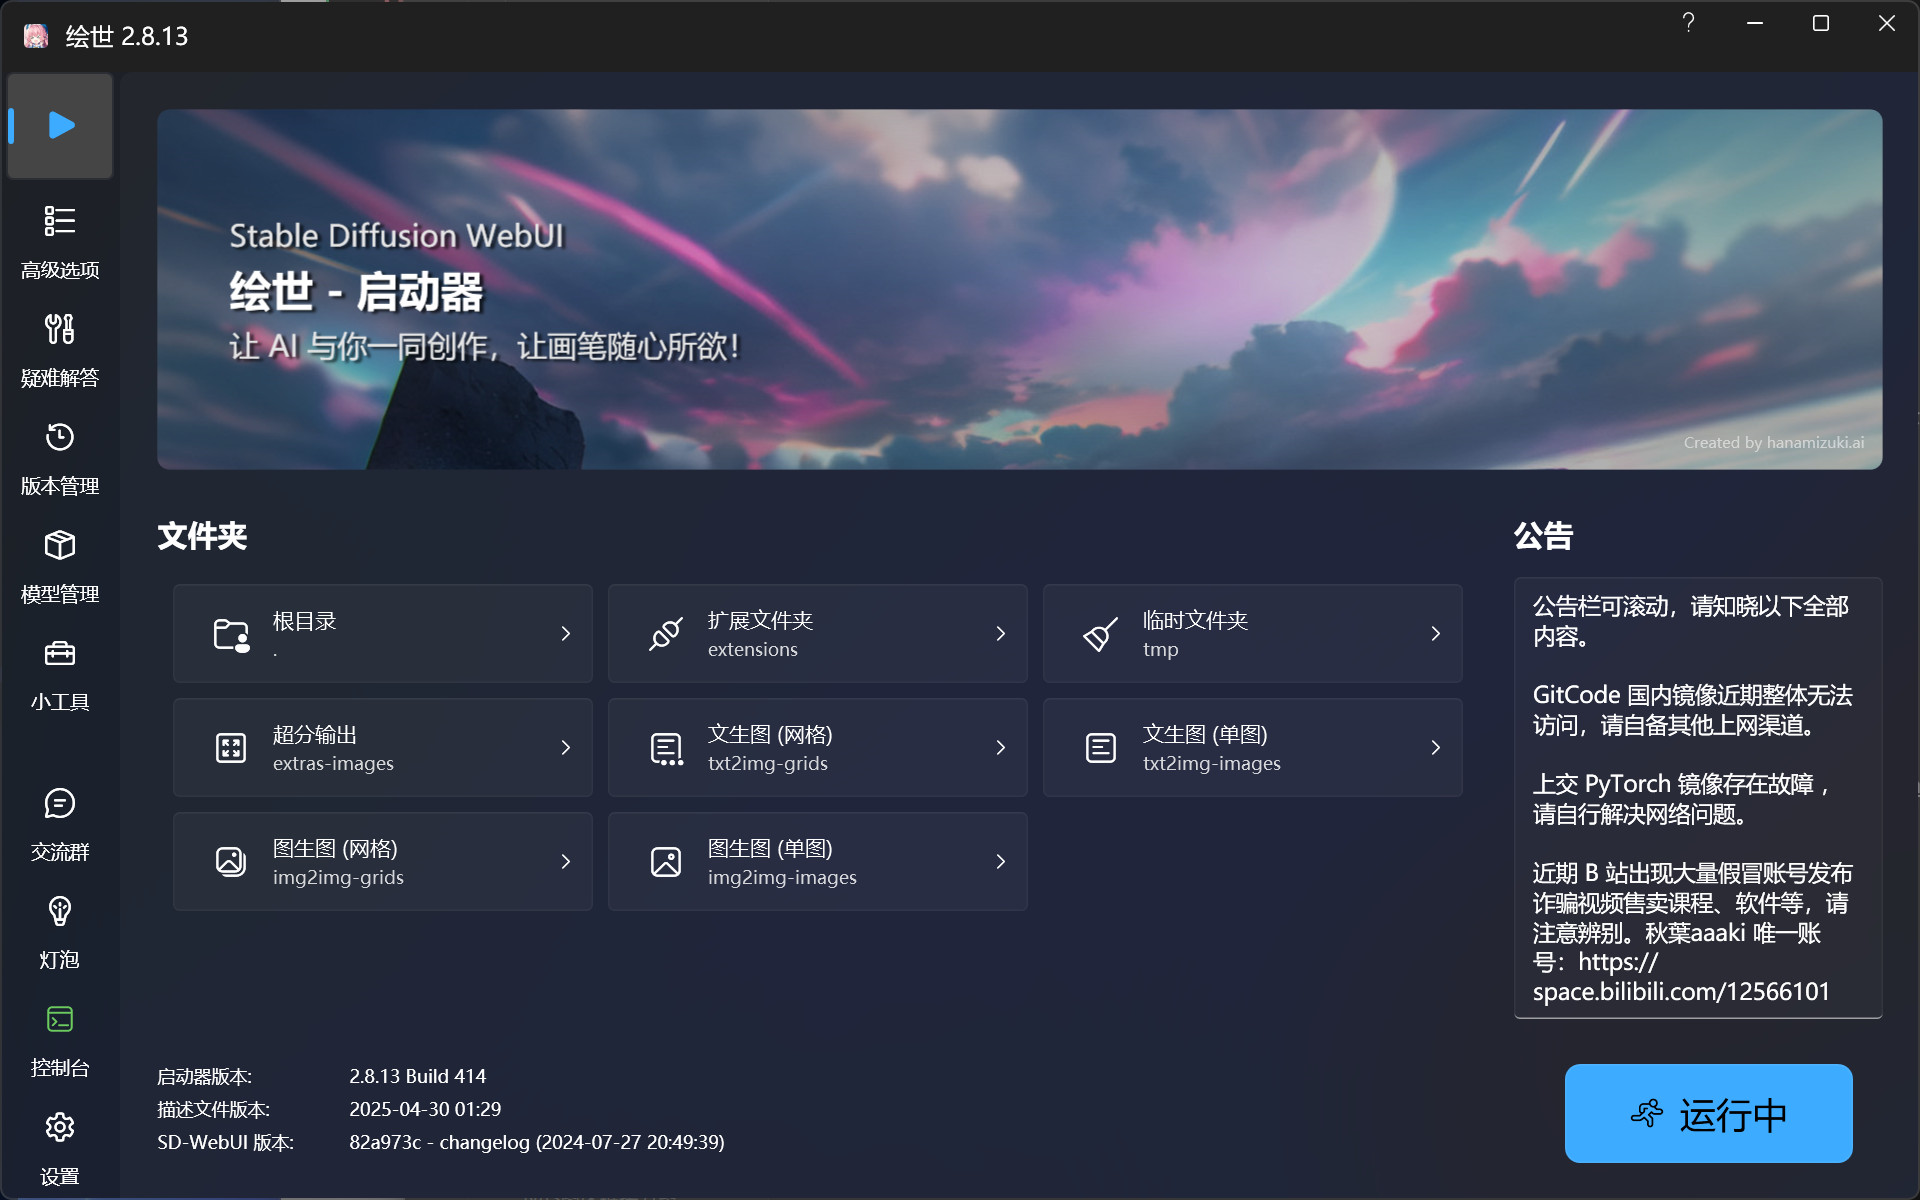 绘世 2.8.13
高级选项
疑难解答
版本管理
模型管理
小工具
交流群
灯泡
控制台
设置
Stable Diffusion WebUI
绘世 - 启动器
让 AI 与你一同创作，让画笔随心所欲！
Created by hanamizuki.ai
文件夹
根目录
.
扩展文件夹
extensions
临时文件夹
tmp
超分输出
extras-images
文生图 (网格)
txt2img-grids
文生图 (单图)
txt2img-images
图生图 (网格)
img2img-grids
图生图 (单图)
img2img-images
公告
公告栏可滚动，请知晓以下全部
内容。
GitCode 国内镜像近期整体无法
访问，请自备其他上网渠道。
上交 PyTorch 镜像存在故障，
请自行解决网络问题。
近期 B 站出现大量假冒账号发布
诈骗视频售卖课程、软件等，请
注意辨别。秋葉aaaki 唯一账
号：https://
space.bilibili.com/12566101
启动器版本: 2.8.13 Build 414
描述文件版本: 2025-04-30 01:29
SD-WebUI 版本: 82a973c - changelog (2024-07-27 20:49:39)
运行中